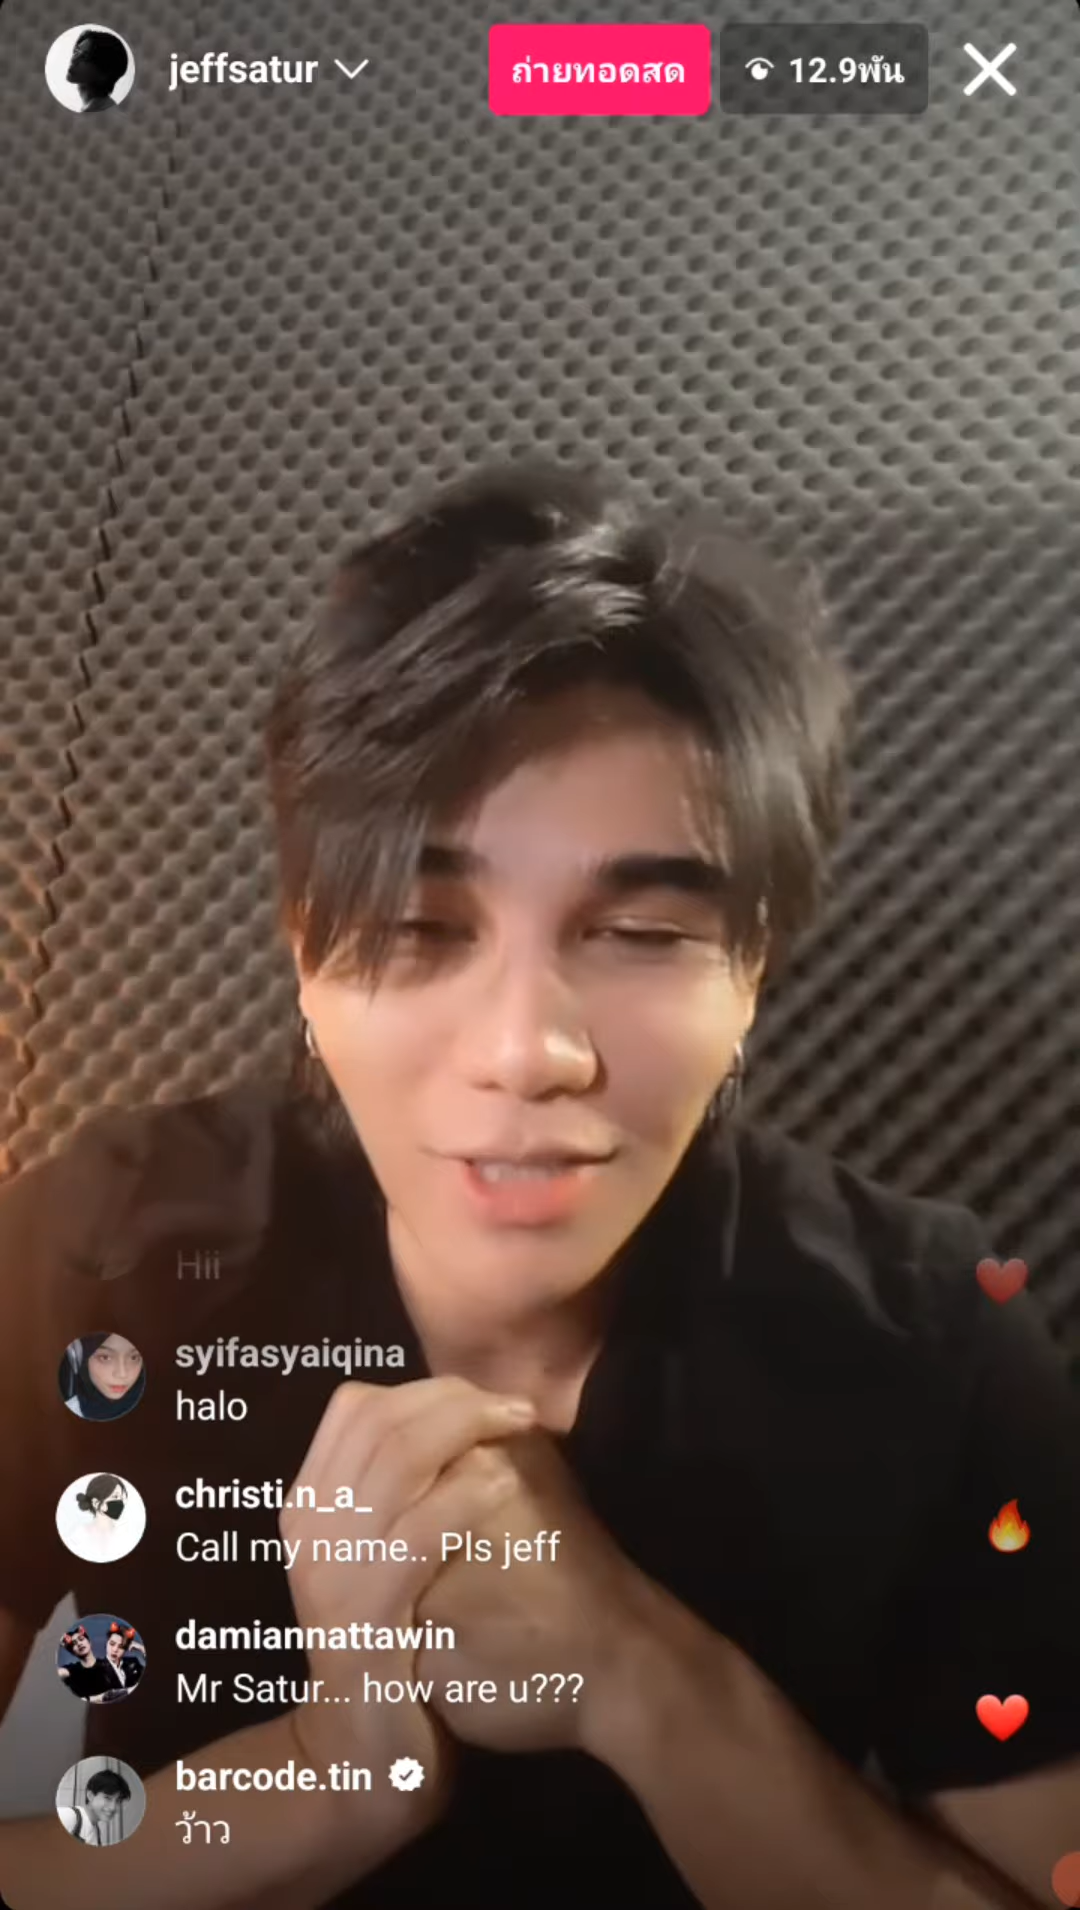 jeffsatur
ถ่ายทอดสด
12.9พัน
Hii
syifasyaiqina
halo
christi.n_a_
Call my name.. Pls jeff
damiannattawin
Mr Satur... how are u???
barcode.tin
ว้าว